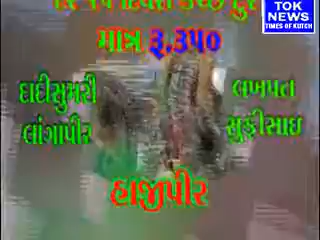 TOK
NEWS
TIMES OF KUTCH
માત્ર રૂ.૩૫૦
દાદીસુમરી
લાંગાપીર
લખપત
સુફીસાઇ
હાજીપીર